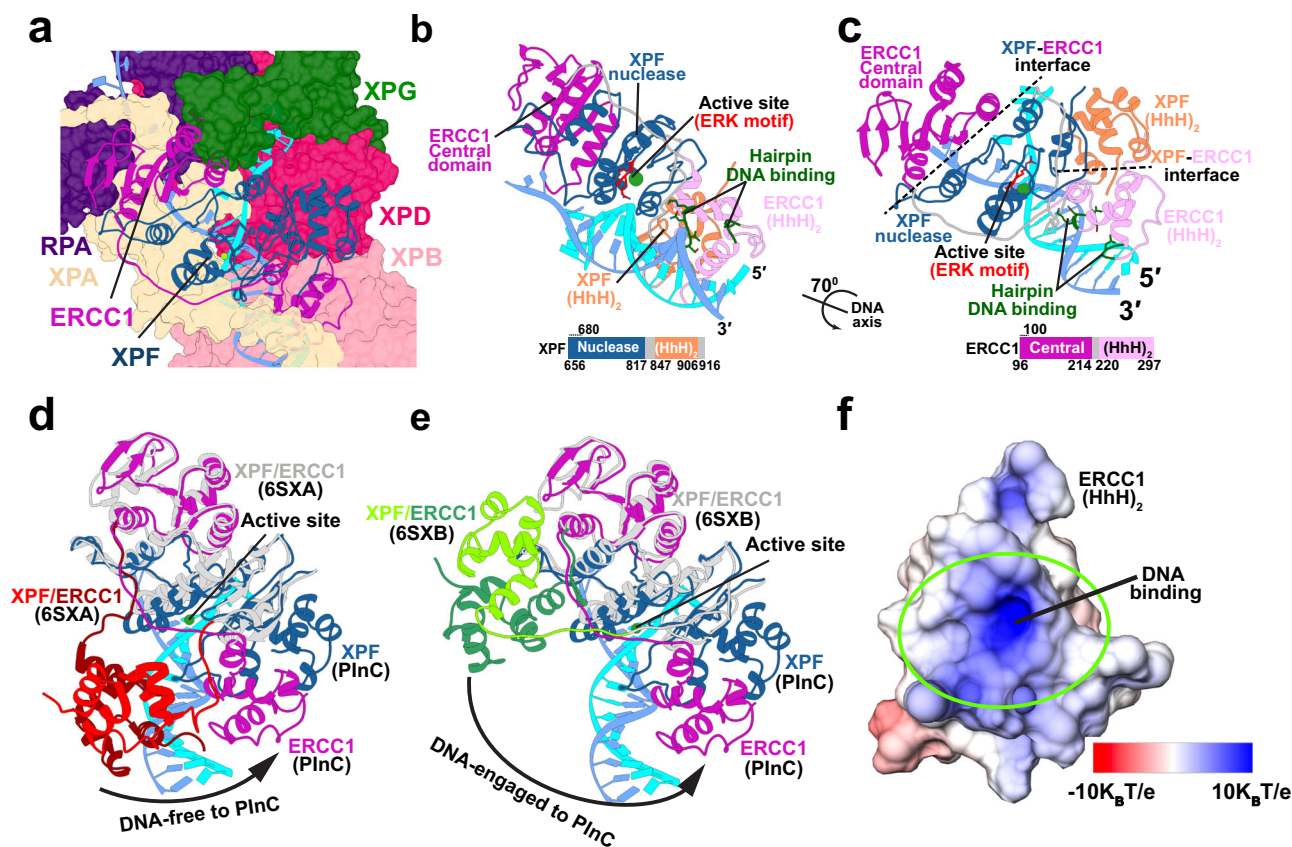 a
XPG
XPD
XPB
RPA
XPA
ERCC1
XPF
b
XPF
nuclease
Active site
(ERK motif)
ERCC1
Central
domain
Hairpin
DNA binding
ERCC1
(HhH)2
XPF
(HhH)2
5′
3′
680
XPF
Nuclease
(HhH)2
656
817
847
906
916
70⁰
DNA
axis
c
ERCC1
Central
domain
XPF-ERCC1
interface
XPF
(HhH)2
XPF-ERCC1
interface
ERCC1
(HhH)2
XPF
nuclease
Active site
(ERK motif)
Hairpin
DNA binding
5′
3′
100
ERCC1
Central
(HhH)2
96
214
220
297
d
XPF/ERCC1
(6SXA)
Active site
XPF/ERCC1
(6SXA)
XPF
(PInC)
ERCC1
(PInC)
DNA-free to PInC
e
XPF/ERCC1
(6SXB)
XPF/ERCC1
(6SXB)
Active site
XPF
(PInC)
ERCC1
(PInC)
DNA-engaged to PInC
f
ERCC1
(HhH)2
DNA
binding
-10KBT/e
10KBT/e